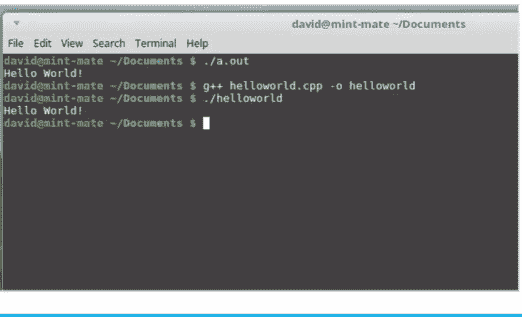 david@mint-mate ~/Documents
File Edit View Search Terminal Help
david@mint-mate ~/Documents $ ./a.out
Hello World!
david@mint-mate ~/Documents $ g++ helloworld.cpp -o helloworld
david@mint-mate ~/Documents $ ./helloworld
Hello World!
david@mint-mate ~/Documents $